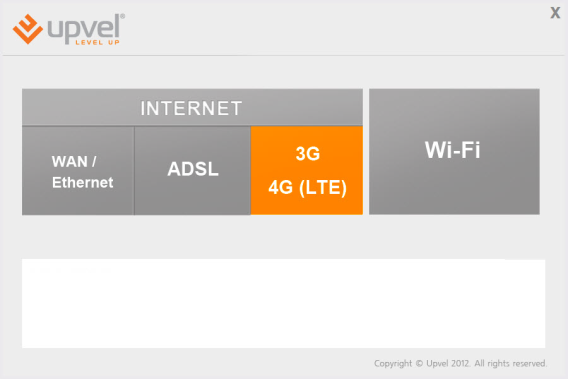 X
upvel®
LEVEL UP
INTERNET
WAN /
Ethernet
ADSL
3G
4G (LTE)
Wi-Fi
Copyright © Upvel 2012. All rights reserved.